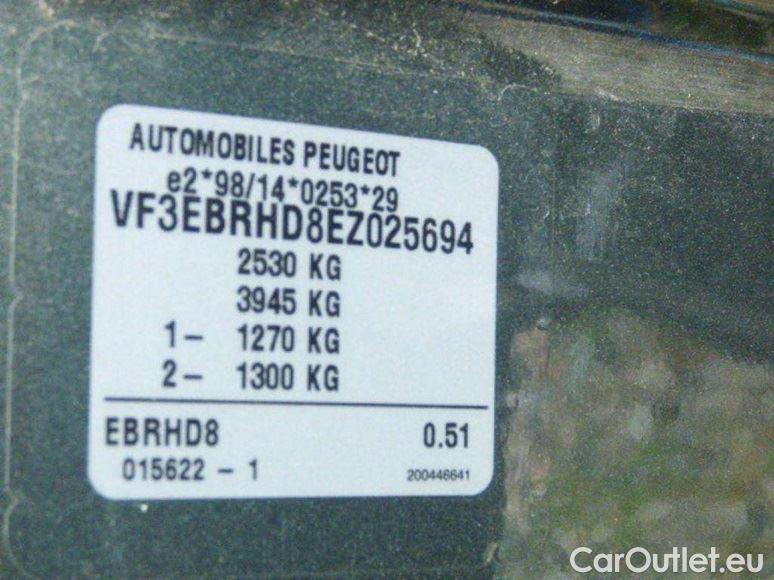 AUTOMOBILES PEUGEOT
e2*98/14*0253*29
VF3EBRHD8EZ025694
2530 KG
3945 KG
1- 1270 KG
2- 1300 KG
EBRHD8 0.51
015622 - 1 200446641
CarOutlet.eu